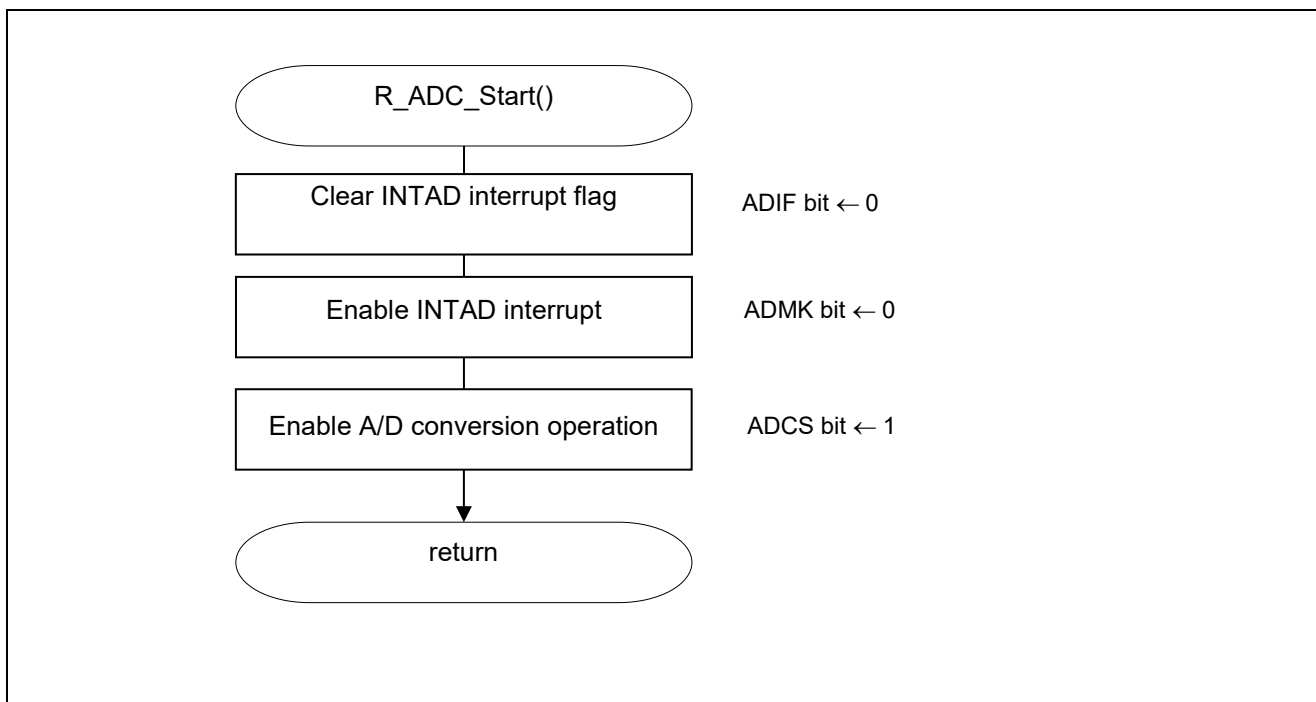 R_ADC_Start()
Clear INTAD interrupt flag
ADIF bit ← 0
Enable INTAD interrupt
ADMK bit ← 0
Enable A/D conversion operation
ADCS bit ← 1
return